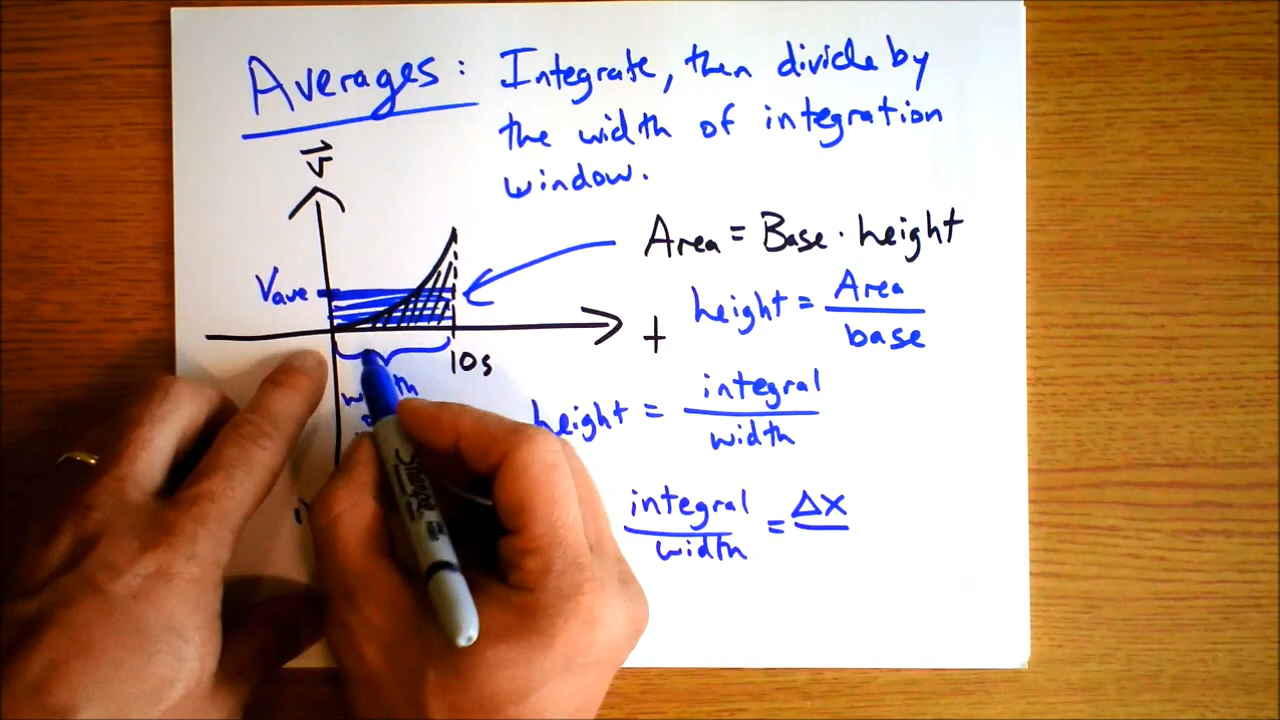 Averages: Integrate, then divide by
the width of integration
window.
v
Area = Base · height
Vave
height = Area
base
t
10s
height = integral
width
integral = Δx
width
Sharpie